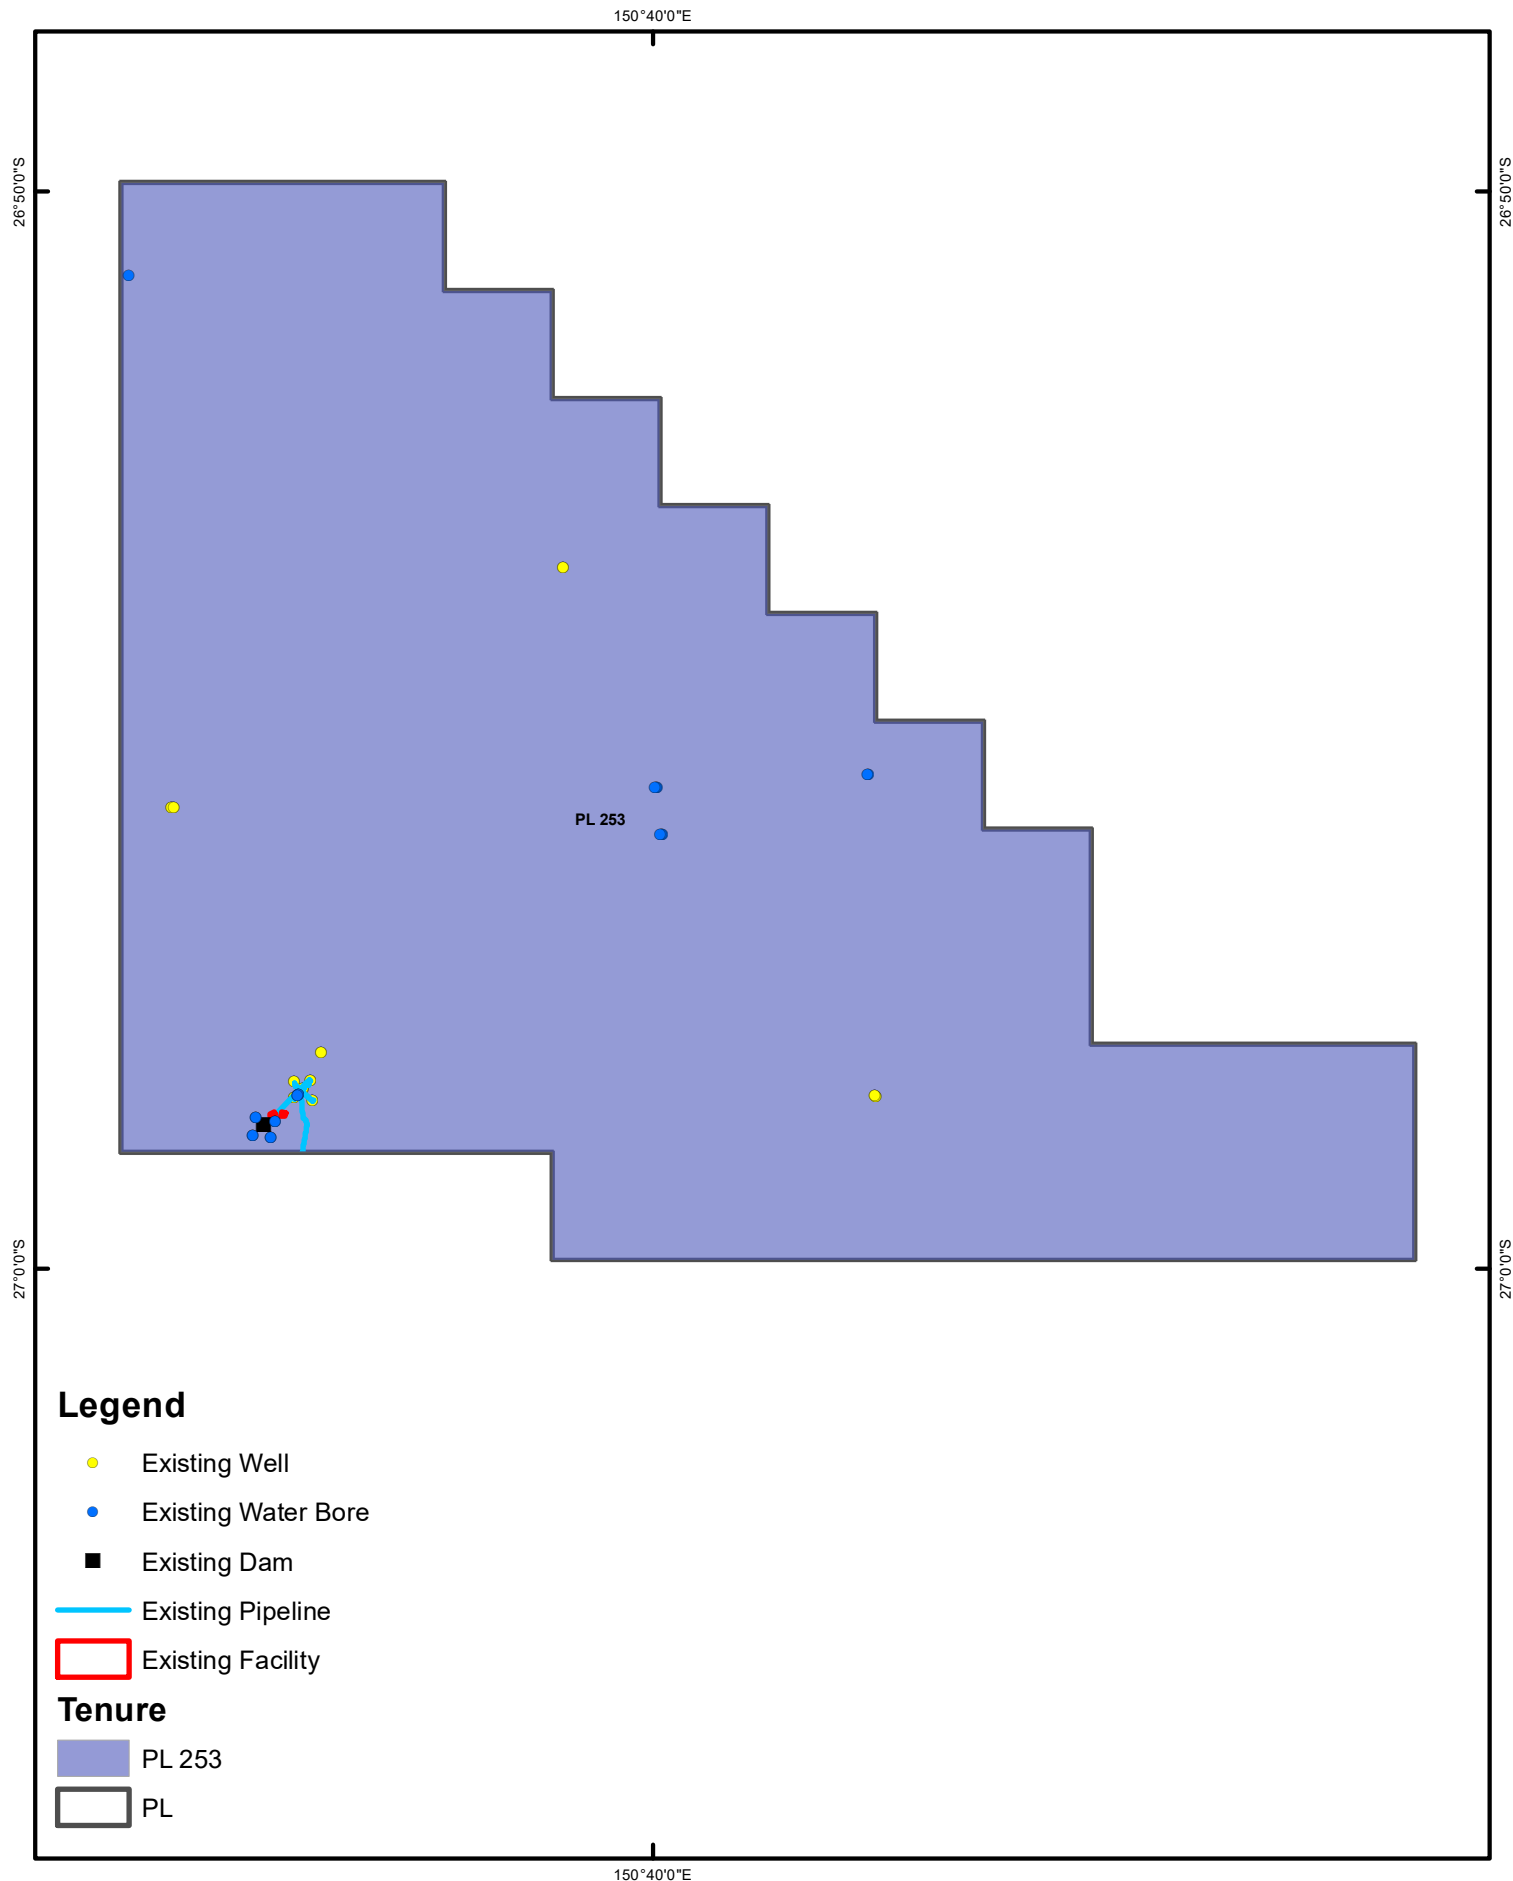 150°40'0"E
26°50'0"S
26°50'0"S
PL 253
27°0'0"S
27°0'0"S
Legend
Existing Well
Existing Water Bore
Existing Dam
Existing Pipeline
Existing Facility
Tenure
PL 253
PL
150°40'0"E